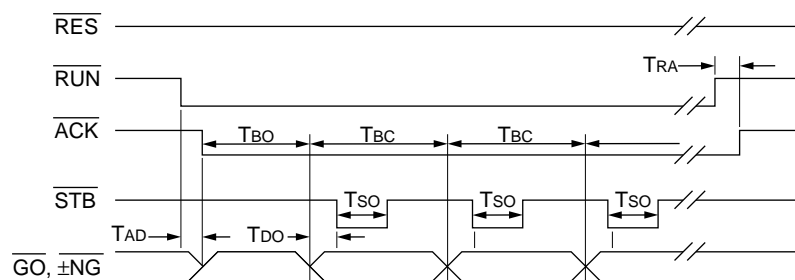 RES
RUN
TRA
ACK
TBO
TBC
TBC
STB
TSO
TSO
TSO
TAD
TDO
GO, ±NG